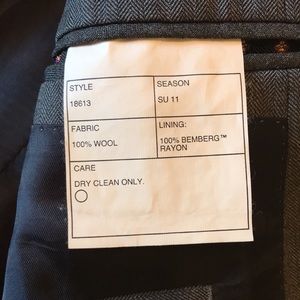 STYLE
18613
SEASON
SU 11
FABRIC
100% WOOL
LINING:
100% BEMBERG™
RAYON
CARE
DRY CLEAN ONLY.